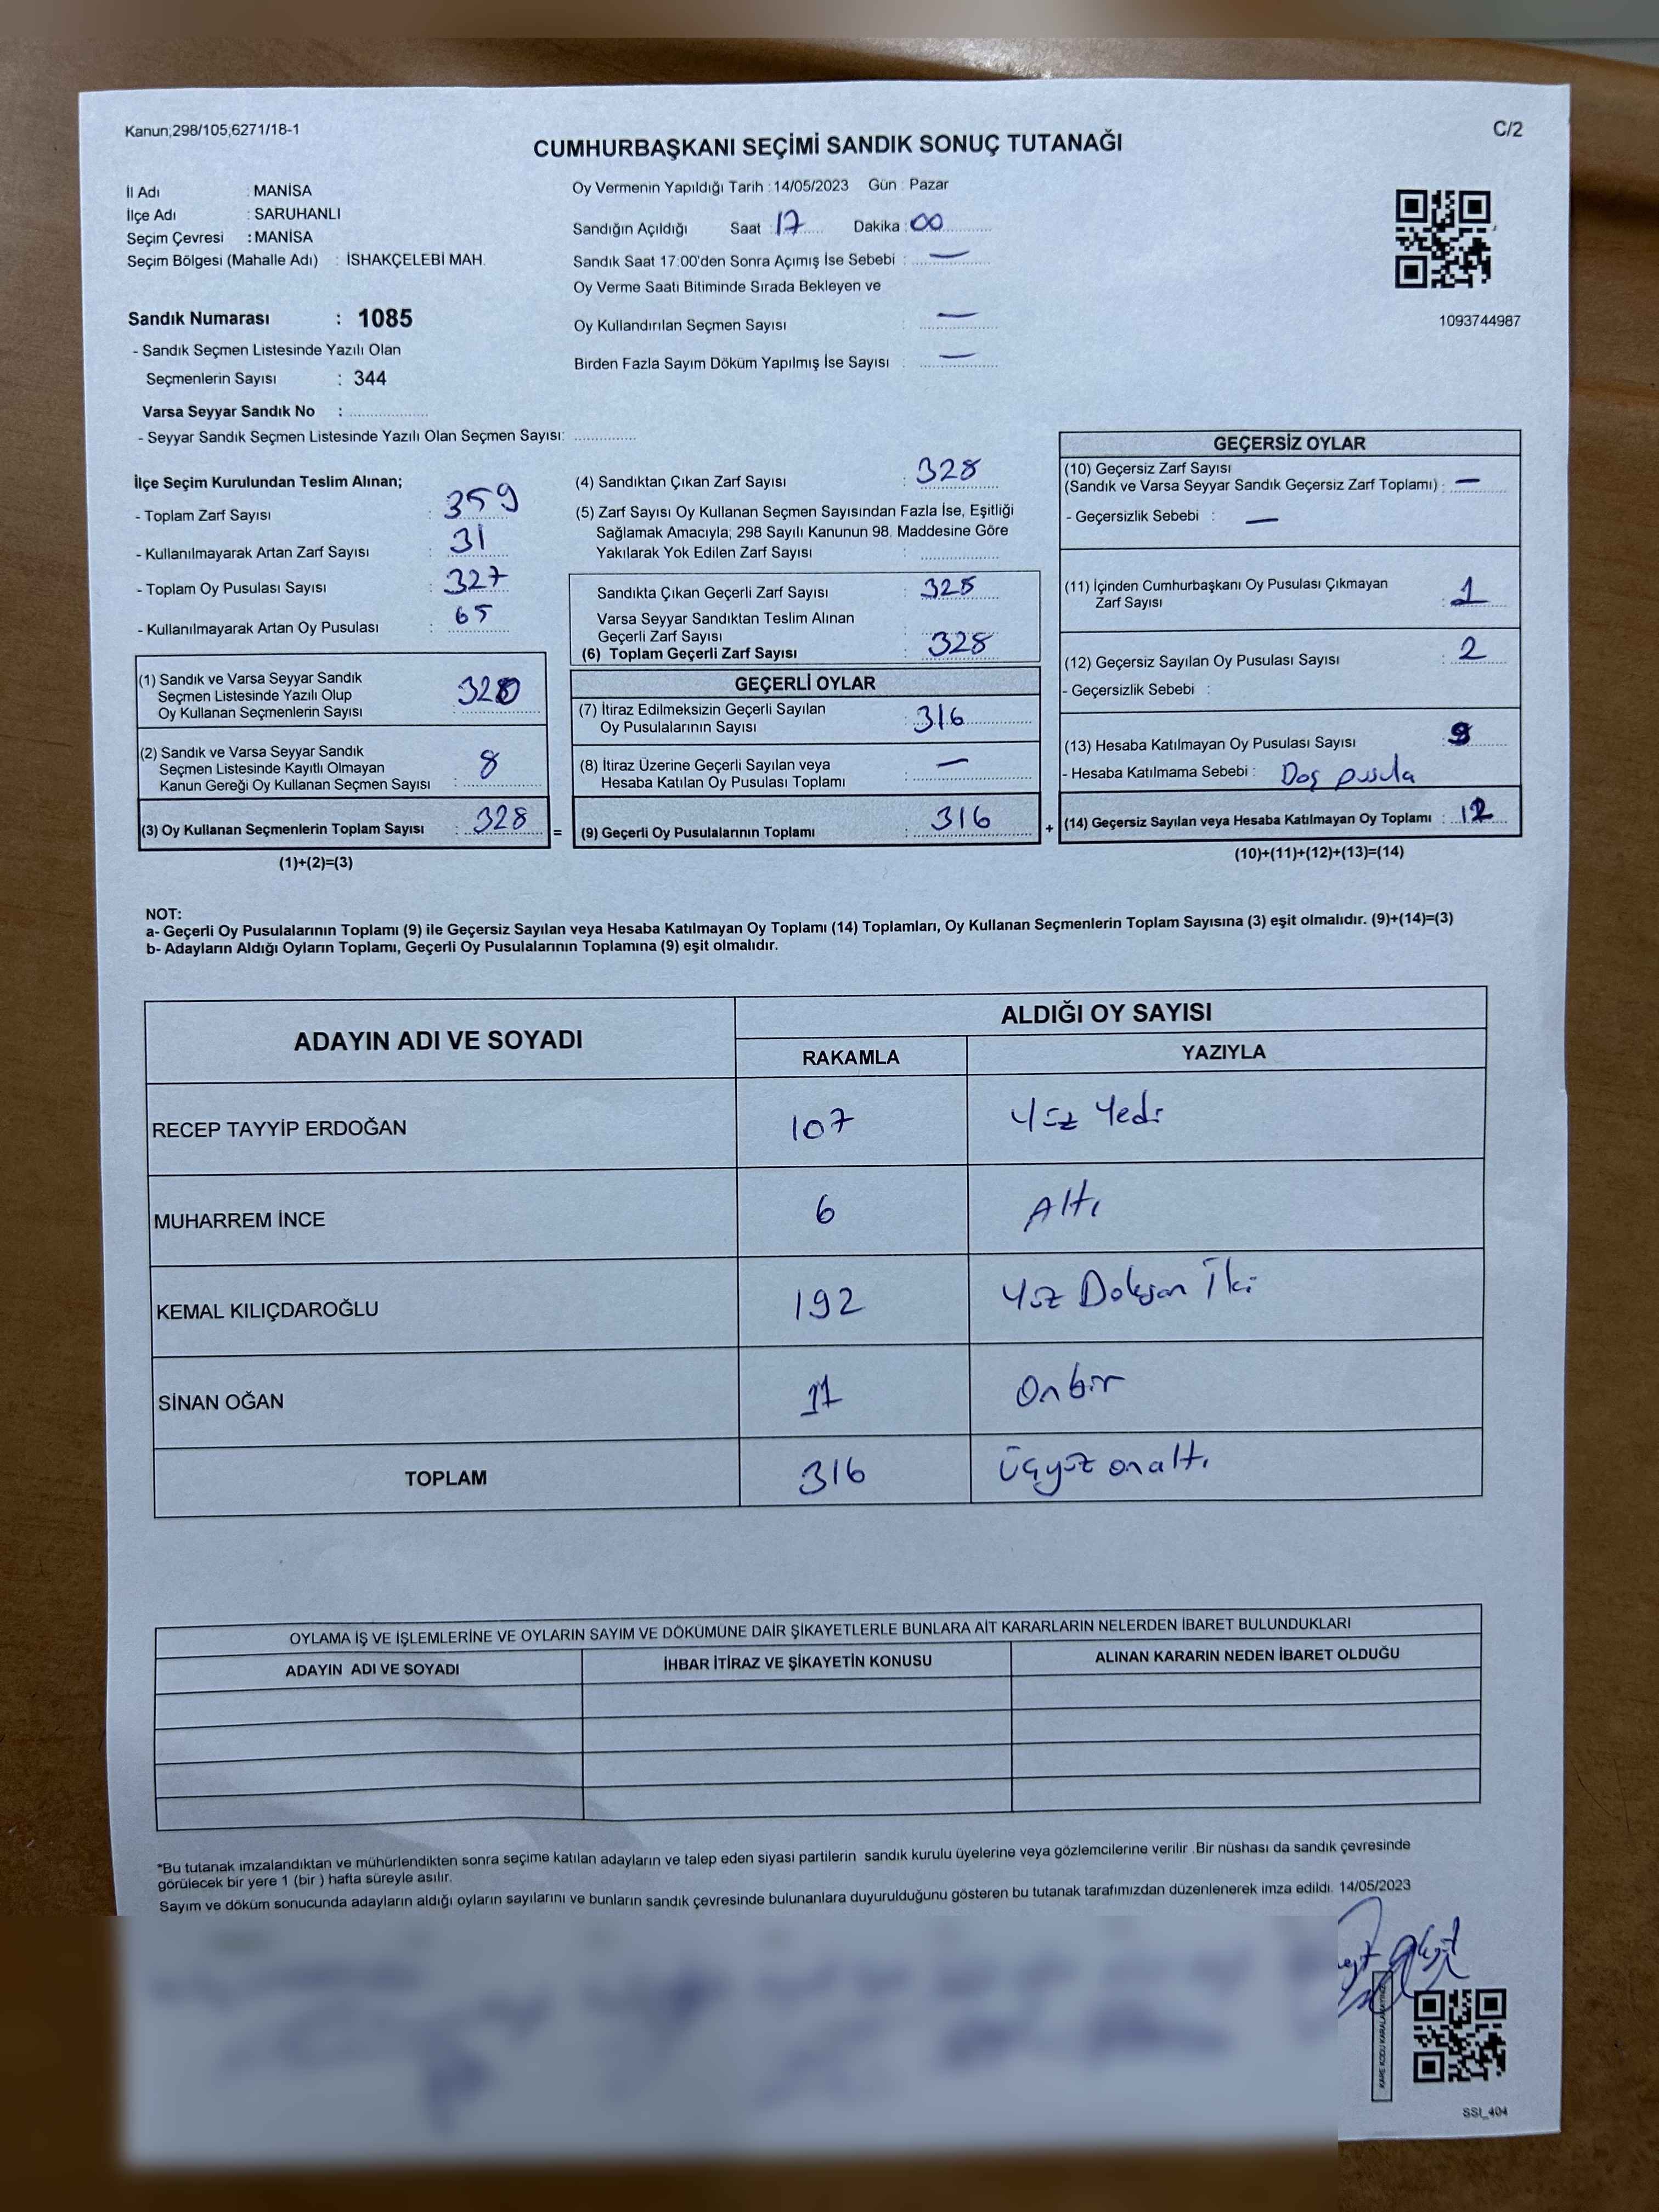 Kanun;298/105,6271/18-1
C/2
CUMHURBAŞKANI SEÇİMİ SANDIK SONUÇ TUTANAĞI
İl Adı : MANİSA
İlçe Adı : SARUHANLI
Seçim Çevresi : MANİSA
Seçim Bölgesi (Mahalle Adı) : İSHAKÇELEBİ MAH.
Oy Vermenin Yapıldığı Tarih : 14/05/2023 Gün : Pazar
Sandığın Açıldığı Saat : 17 Dakika : 00
Sandık Saat 17:00'den Sonra Açımış İse Sebebi : —
Oy Verme Saati Bitiminde Sırada Bekleyen ve
Oy Kullandırılan Seçmen Sayısı : —
Birden Fazla Sayım Döküm Yapılmış İse Sayısı : —
1093744987
Sandık Numarası : 1085
- Sandık Seçmen Listesinde Yazılı Olan
Seçmenlerin Sayısı : 344
Varsa Seyyar Sandık No :
- Seyyar Sandık Seçmen Listesinde Yazılı Olan Seçmen Sayısı:
İlçe Seçim Kurulundan Teslim Alınan;
- Toplam Zarf Sayısı : 359
- Kullanılmayarak Artan Zarf Sayısı : 31
- Toplam Oy Pusulası Sayısı : 327
- Kullanılmayarak Artan Oy Pusulası : 65
(1) Sandık ve Varsa Seyyar Sandık
Seçmen Listesinde Yazılı Olup
Oy Kullanan Seçmenlerin Sayısı : 320
(2) Sandık ve Varsa Seyyar Sandık
Seçmen Listesinde Kayıtlı Olmayan
Kanun Gereği Oy Kullanan Seçmen Sayısı : 8
(3) Oy Kullanan Seçmenlerin Toplam Sayısı : 328 =
(1)+(2)=(3)
(4) Sandıktan Çıkan Zarf Sayısı : 328
(5) Zarf Sayısı Oy Kullanan Seçmen Sayısından Fazla İse, Eşitliği
Sağlamak Amacıyla; 298 Sayılı Kanunun 98. Maddesine Göre
Yakılarak Yok Edilen Zarf Sayısı :
Sandıkta Çıkan Geçerli Zarf Sayısı : 328
Varsa Seyyar Sandıktan Teslim Alınan
Geçerli Zarf Sayısı :
(6) Toplam Geçerli Zarf Sayısı : 328
GEÇERLİ OYLAR
(7) İtiraz Edilmeksizin Geçerli Sayılan
Oy Pusulalarının Sayısı : 316
(8) İtiraz Üzerine Geçerli Sayılan veya
Hesaba Katılan Oy Pusulası Toplamı : —
(9) Geçerli Oy Pusulalarının Toplamı : 316 +
GEÇERSİZ OYLAR
(10) Geçersiz Zarf Sayısı
(Sandık ve Varsa Seyyar Sandık Geçersiz Zarf Toplamı) : —
- Geçersizlik Sebebi : —
(11) İçinden Cumhurbaşkanı Oy Pusulası Çıkmayan
Zarf Sayısı : 1
(12) Geçersiz Sayılan Oy Pusulası Sayısı : 2
- Geçersizlik Sebebi :
(13) Hesaba Katılmayan Oy Pusulası Sayısı : 9
- Hesaba Katılmama Sebebi : Boş pusula
(14) Geçersiz Sayılan veya Hesaba Katılmayan Oy Toplamı : 12
(10)+(11)+(12)+(13)=(14)
NOT:
a- Geçerli Oy Pusulalarının Toplamı (9) ile Geçersiz Sayılan veya Hesaba Katılmayan Oy Toplamı (14) Toplamları, Oy Kullanan Seçmenlerin Toplam Sayısına (3) eşit olmalıdır. (9)+(14)=(3)
b- Adayların Aldığı Oyların Toplamı, Geçerli Oy Pusulalarının Toplamına (9) eşit olmalıdır.
ADAYIN ADI VE SOYADI ALDIĞI OY SAYISI
RAKAMLA YAZIYLA
RECEP TAYYİP ERDOĞAN 107 Yüz Yedi
MUHARREM İNCE 6 Altı
KEMAL KILIÇDAROĞLU 192 Yüz Doksan İki
SİNAN OĞAN 11 Onbir
TOPLAM 316 Üçyüz onaltı
OYLAMA İŞ VE İŞLEMLERİNE VE OYLARIN SAYIM VE DÖKÜMÜNE DAİR ŞİKAYETLERLE BUNLARA AİT KARARLARIN NELERDEN İBARET BULUNDUKLARI
ADAYIN ADI VE SOYADI İHBAR İTİRAZ VE ŞİKAYETİN KONUSU ALINAN KARARIN NEDEN İBARET OLDUĞU
*Bu tutanak imzalandıktan ve mühürlendikten sonra seçime katılan adayların ve talep eden siyasi partilerin sandık kurulu üyelerine veya gözlemcilerine verilir .Bir nüshası da sandık çevresinde
görülecek bir yere 1 (bir ) hafta süreyle asılır.
Sayım ve döküm sonucunda adayların aldığı oyların sayılarını ve bunların sandık çevresinde bulunanlara duyurulduğunu gösteren bu tutanak tarafımızdan düzenlenerek imza edildi. 14/05/2023
KARE KODU KARALAMAYINIZ
SSI_404